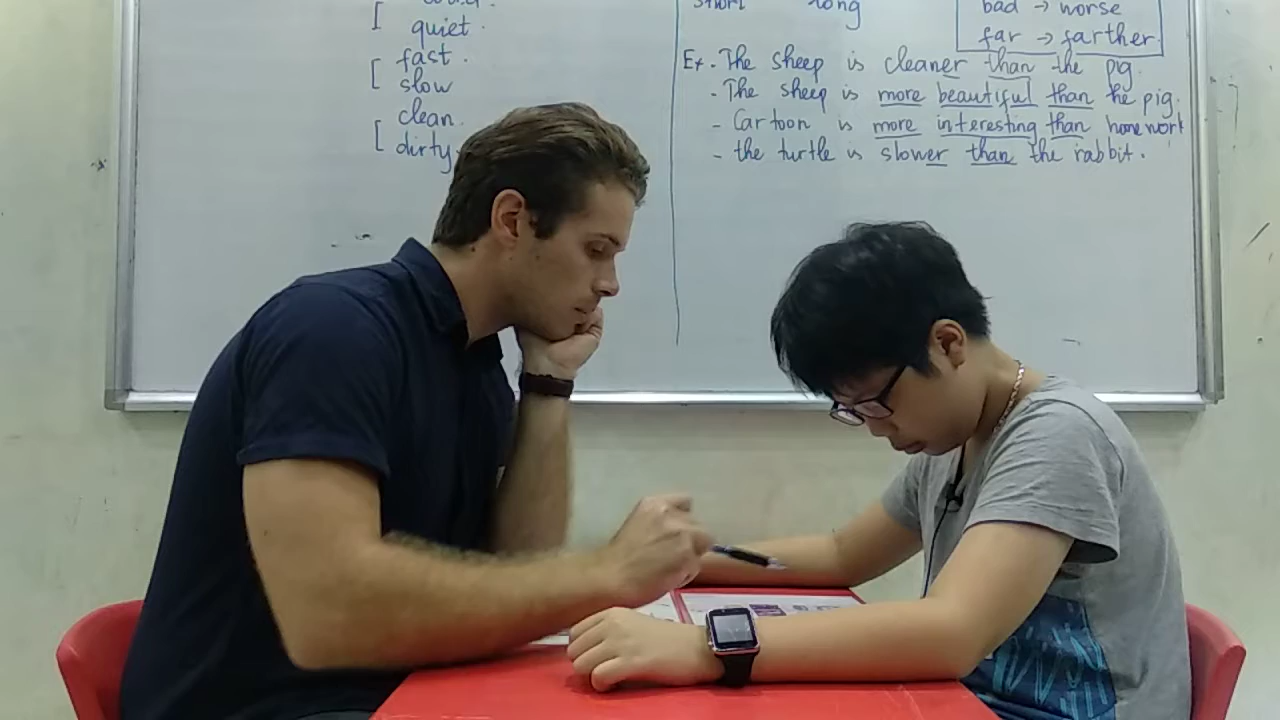 quiet.
fast.
slow
clean.
dirty.
short long
bad → worse
far → farther.
Ex. The sheep is cleaner than the pig.
- The sheep is more beautiful than the pig.
- Cartoon is more interesting than homework
- the turtle is slower than the rabbit.